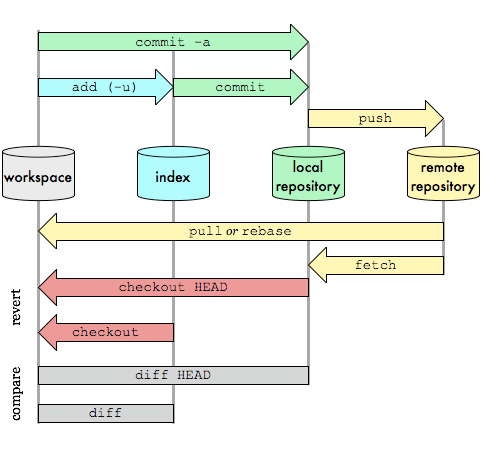 commit -a
add (-u)
commit
push
workspace
index
local
repository
remote
repository
pull or rebase
fetch
revert
checkout HEAD
checkout
compare
diff HEAD
diff